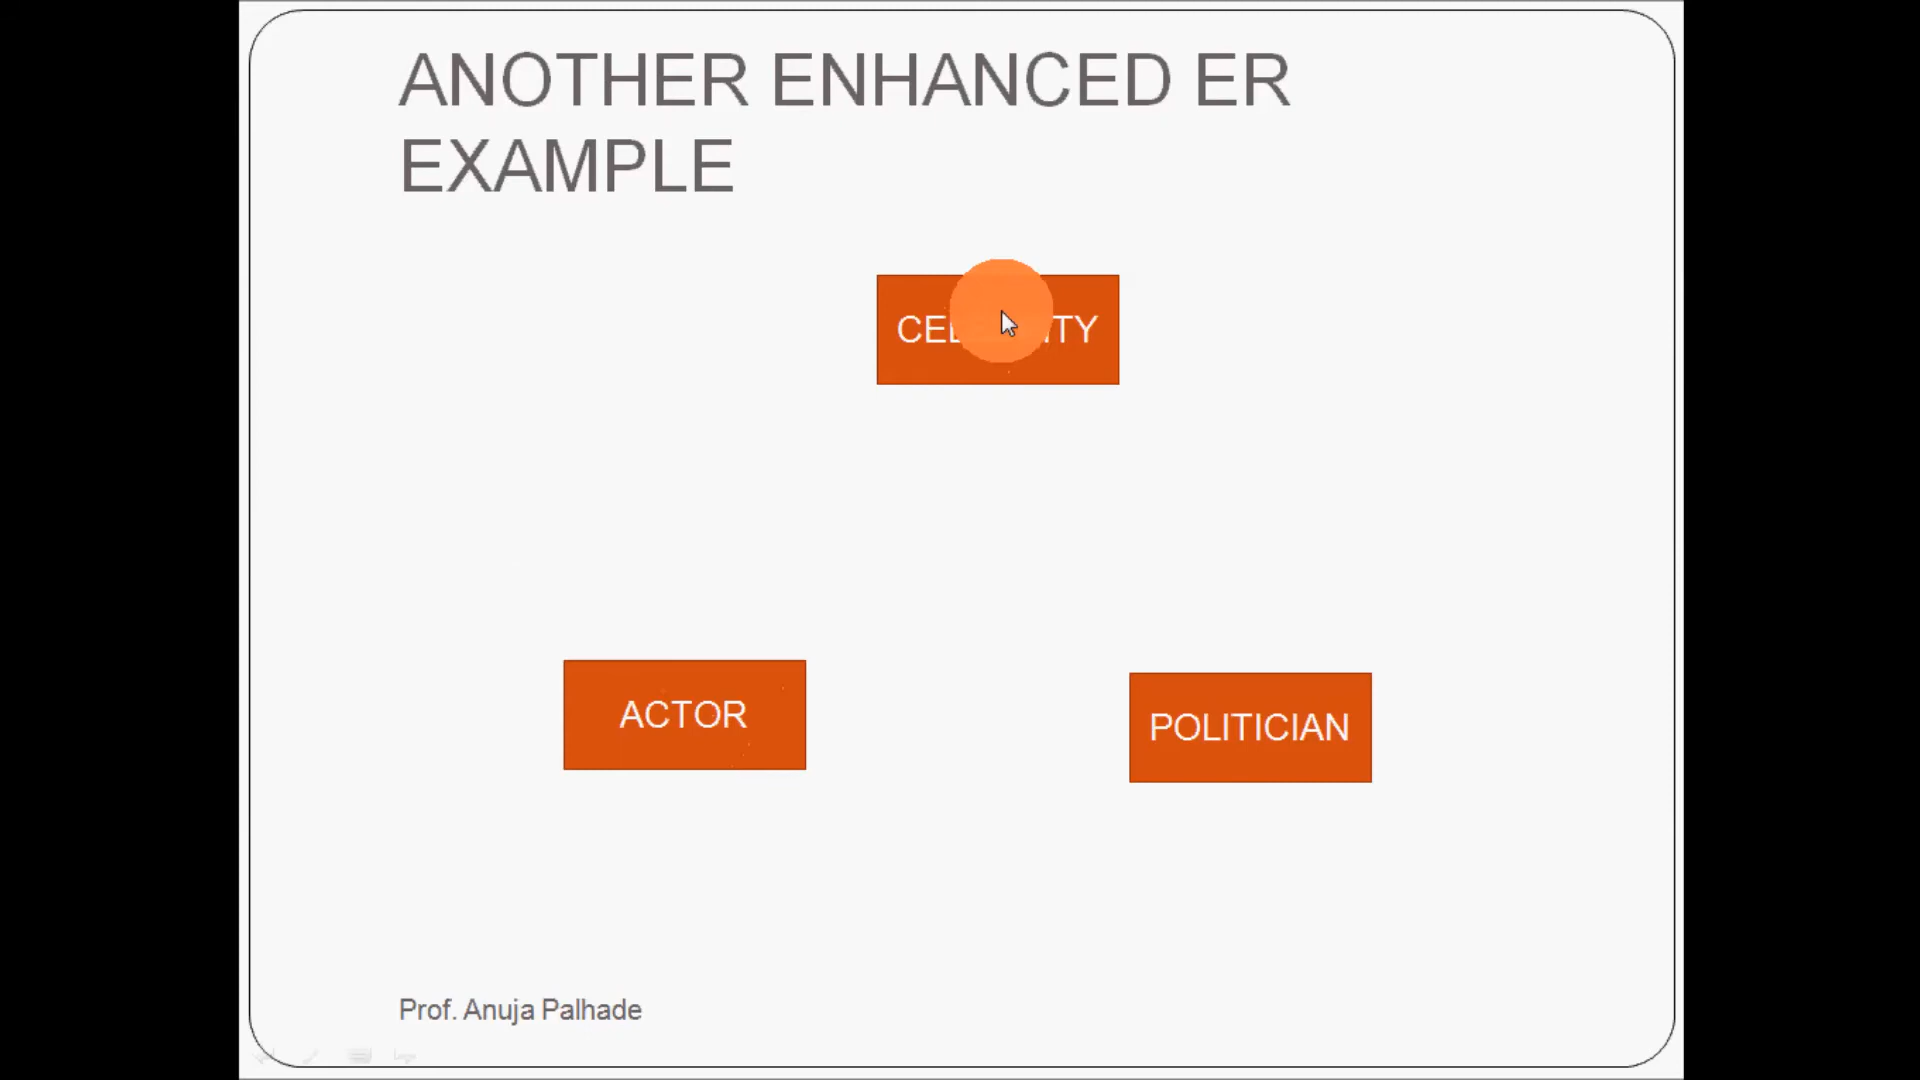 ANOTHER ENHANCED ER
EXAMPLE
ACTOR
POLITICIAN
Prof. Anuja Palhade